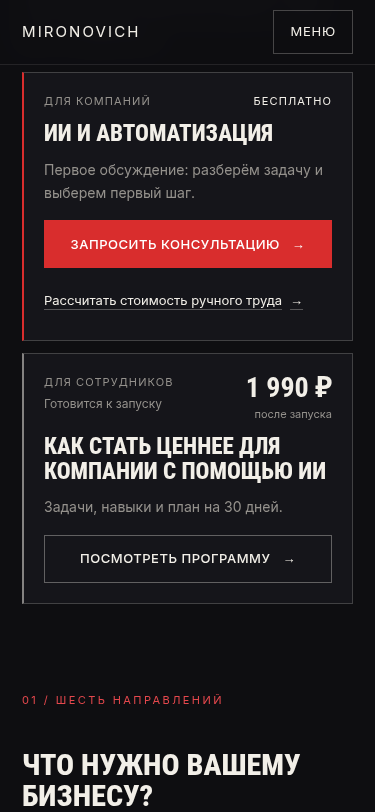 MIRONOVICH
МЕНЮ
ДЛЯ КОМПАНИЙ
БЕСПЛАТНО
ИИ И АВТОМАТИЗАЦИЯ
Первое обсуждение: разберём задачу и
выберем первый шаг.
ЗАПРОСИТЬ КОНСУЛЬТАЦИЮ →
Рассчитать стоимость ручного труда →
ДЛЯ СОТРУДНИКОВ
1 990 ₽
Готовится к запуску
после запуска
КАК СТАТЬ ЦЕННЕЕ ДЛЯ
КОМПАНИИ С ПОМОЩЬЮ ИИ
Задачи, навыки и план на 30 дней.
ПОСМОТРЕТЬ ПРОГРАММУ →
01 / ШЕСТЬ НАПРАВЛЕНИЙ
ЧТО НУЖНО ВАШЕМУ
БИЗНЕСУ?